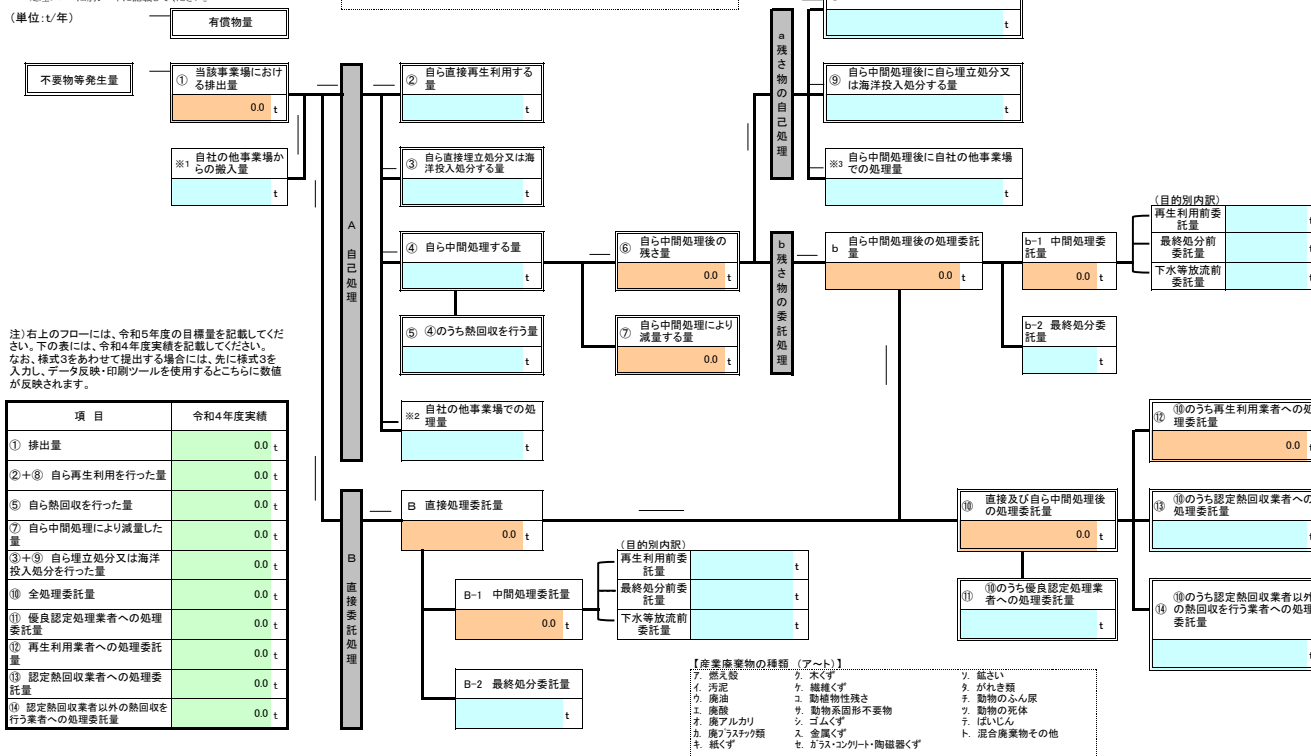 (単位:t/年)
有償物量
t
不要物等発生量
① 当該事業場におけ
る排出量
0.0 t
② 自ら直接再生利用する
量
t
a
残さ物の自己処理
⑨ 自ら中間処理後に自ら埋立処分又
は海洋投入処分する量
t
※1 自社の他事業場か
らの搬入量
t
③ 自ら直接埋立処分又は海
洋投入処分する量
t
※3 自ら中間処理後に自社の他事業場
での処理量
t
A 自己処理
④ 自ら中間処理する量
t
⑥ 自ら中間処理後の
残さ量
0.0 t
b
残さ物の委託処理
b 自ら中間処理後の処理委託
量
0.0 t
b-1 中間処理委
託量
0.0 t
(目的別内訳)
再生利用前委
託量
最終処分前
委託量
下水等放流前
委託量
⑤ ④のうち熱回収を行う量
t
⑦ 自ら中間処理により
減量する量
0.0 t
b-2 最終処分委
託量
t
注)右上のフローには、令和5年度の目標量を記載してくだ
さい。下の表には、令和4年度実績を記載してください。
なお、様式3をあわせて提出する場合には、先に様式3を
入力し、データ反映・印刷ツールを使用するとこちらに数値
が反映されます。
項 目 令和4年度実績
① 排出量 0.0 t
②+⑧ 自ら再生利用を行った量 0.0 t
⑤ 自ら熱回収を行った量 0.0 t
⑦ 自ら中間処理により減量した
量 0.0 t
③+⑨ 自ら埋立処分又は海洋
投入処分を行った量 0.0 t
⑩ 全処理委託量 0.0 t
⑪ 優良認定処理業者への処理
委託量 0.0 t
⑫ 再生利用業者への処理委託
量 0.0 t
⑬ 認定熱回収業者への処理委
託量 0.0 t
⑭ 認定熱回収業者以外の熱回収を
行う業者への処理委託量 0.0 t
※2 自社の他事業場での処
理量
t
B 直接委託処理
B 直接処理委託量
0.0 t
(目的別内訳)
再生利用前委
託量 t
最終処分前委
託量 t
下水等放流前
委託量 t
B-1 中間処理委託量
0.0 t
B-2 最終処分委託量
t
⑩ 直接及び自ら中間処理後
の処理委託量
0.0 t
⑪ ⑩のうち優良認定処理業
者への処理委託量
t
⑫ ⑩のうち再生利用業者への処
理委託量
0.0 t
⑬ ⑩のうち認定熱回収業者への
処理委託量
t
⑭ ⑩のうち認定熱回収業者以外
の熱回収を行う業者への処理
委託量
t
【産業廃棄物の種類 (ア～ト)】
ア. 燃え殻
イ. 汚泥
ウ. 廃油
エ. 廃酸
オ. 廃アルカリ
カ. 廃プラスチック類
キ. 紙くず
ク. 木くず
ケ. 繊維くず
コ. 動植物性残さ
サ. 動物系固形不要物
シ. ゴムくず
ス. 金属くず
セ. ガラス・コンクリート・陶磁器くず
ソ. 鉱さい
タ. がれき類
チ. 動物のふん尿
ツ. 動物の死体
テ. ばいじん
ト. 混合廃棄物その他